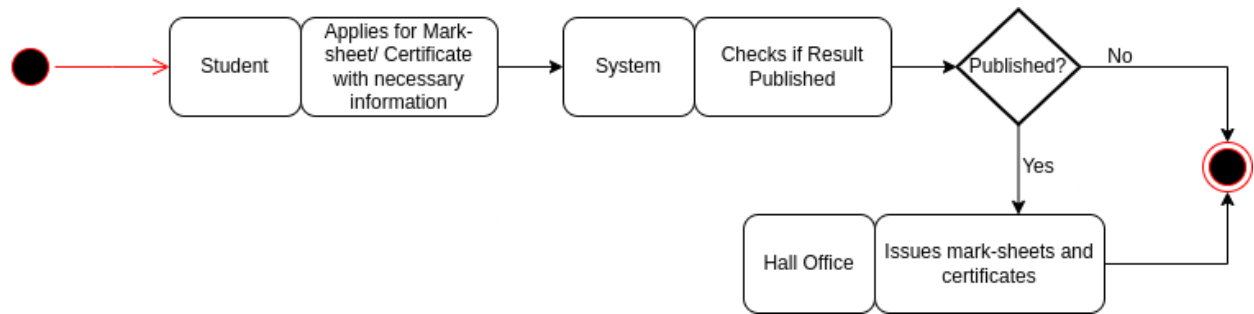 Student
Applies for Mark-
sheet/ Certificate
with necessary
information
System
Checks if Result
Published
Published?
No
Yes
Hall Office
Issues mark-sheets and
certificates